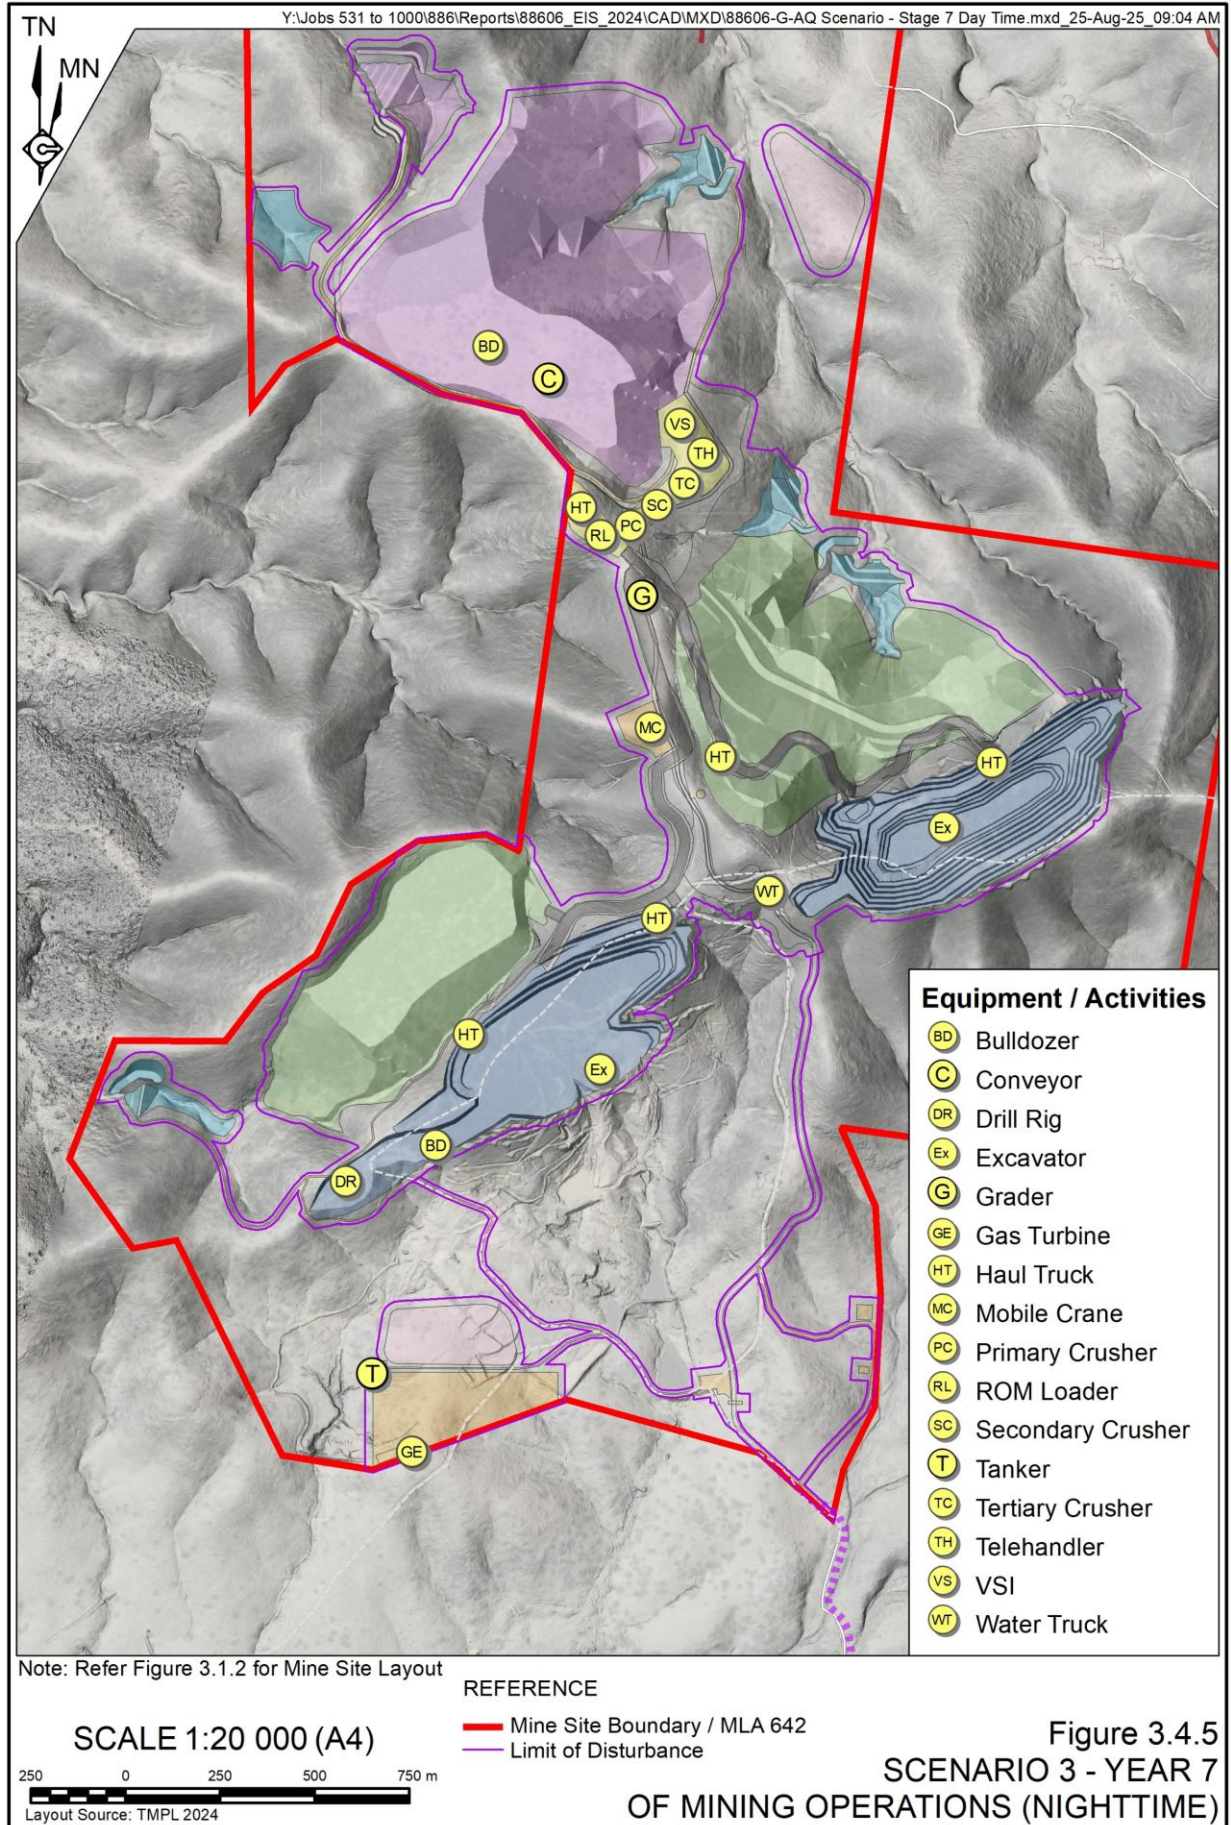 Y:\Jobs 531 to 1000\886\Reports\88606_EIS_2024\CAD\MXD\88606-G-AQ Scenario - Stage 7 Day Time.mxd_25-Aug-25_09:04 AM
TN
MN
BD
C
VS
TH
TC
SC
HT
PC
RL
G
MC
HT
HT
Ex
WT
HT
HT
Ex
BD
DR
T
GE
Equipment / Activities
BD Bulldozer
C Conveyor
DR Drill Rig
Ex Excavator
G Grader
GE Gas Turbine
HT Haul Truck
MC Mobile Crane
PC Primary Crusher
RL ROM Loader
SC Secondary Crusher
T Tanker
TC Tertiary Crusher
TH Telehandler
VS VSI
WT Water Truck
Note: Refer Figure 3.1.2 for Mine Site Layout
REFERENCE
Mine Site Boundary / MLA 642
Limit of Disturbance
SCALE 1:20 000 (A4)
250 0 250 500 750 m
Layout Source: TMPL 2024
Figure 3.4.5
SCENARIO 3 - YEAR 7
OF MINING OPERATIONS (NIGHTTIME)